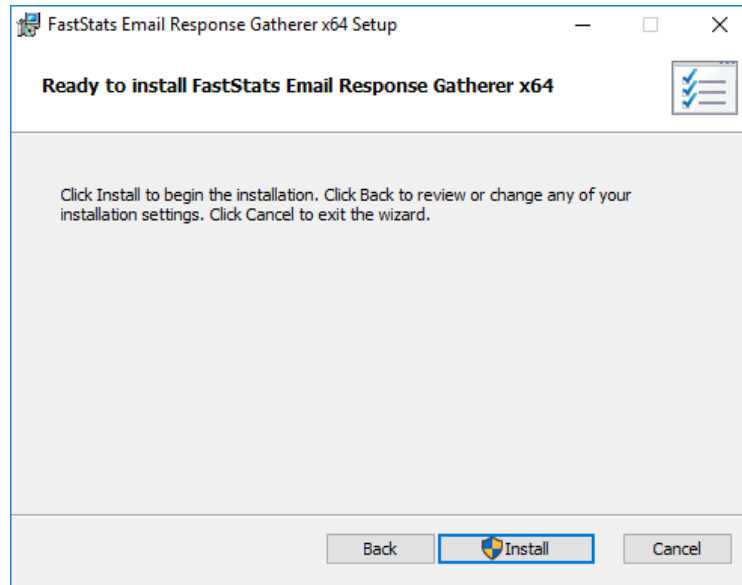 FastStats Email Response Gatherer x64 Setup
Ready to install FastStats Email Response Gatherer x64
Click Install to begin the installation. Click Back to review or change any of your
installation settings. Click Cancel to exit the wizard.
Back Install Cancel